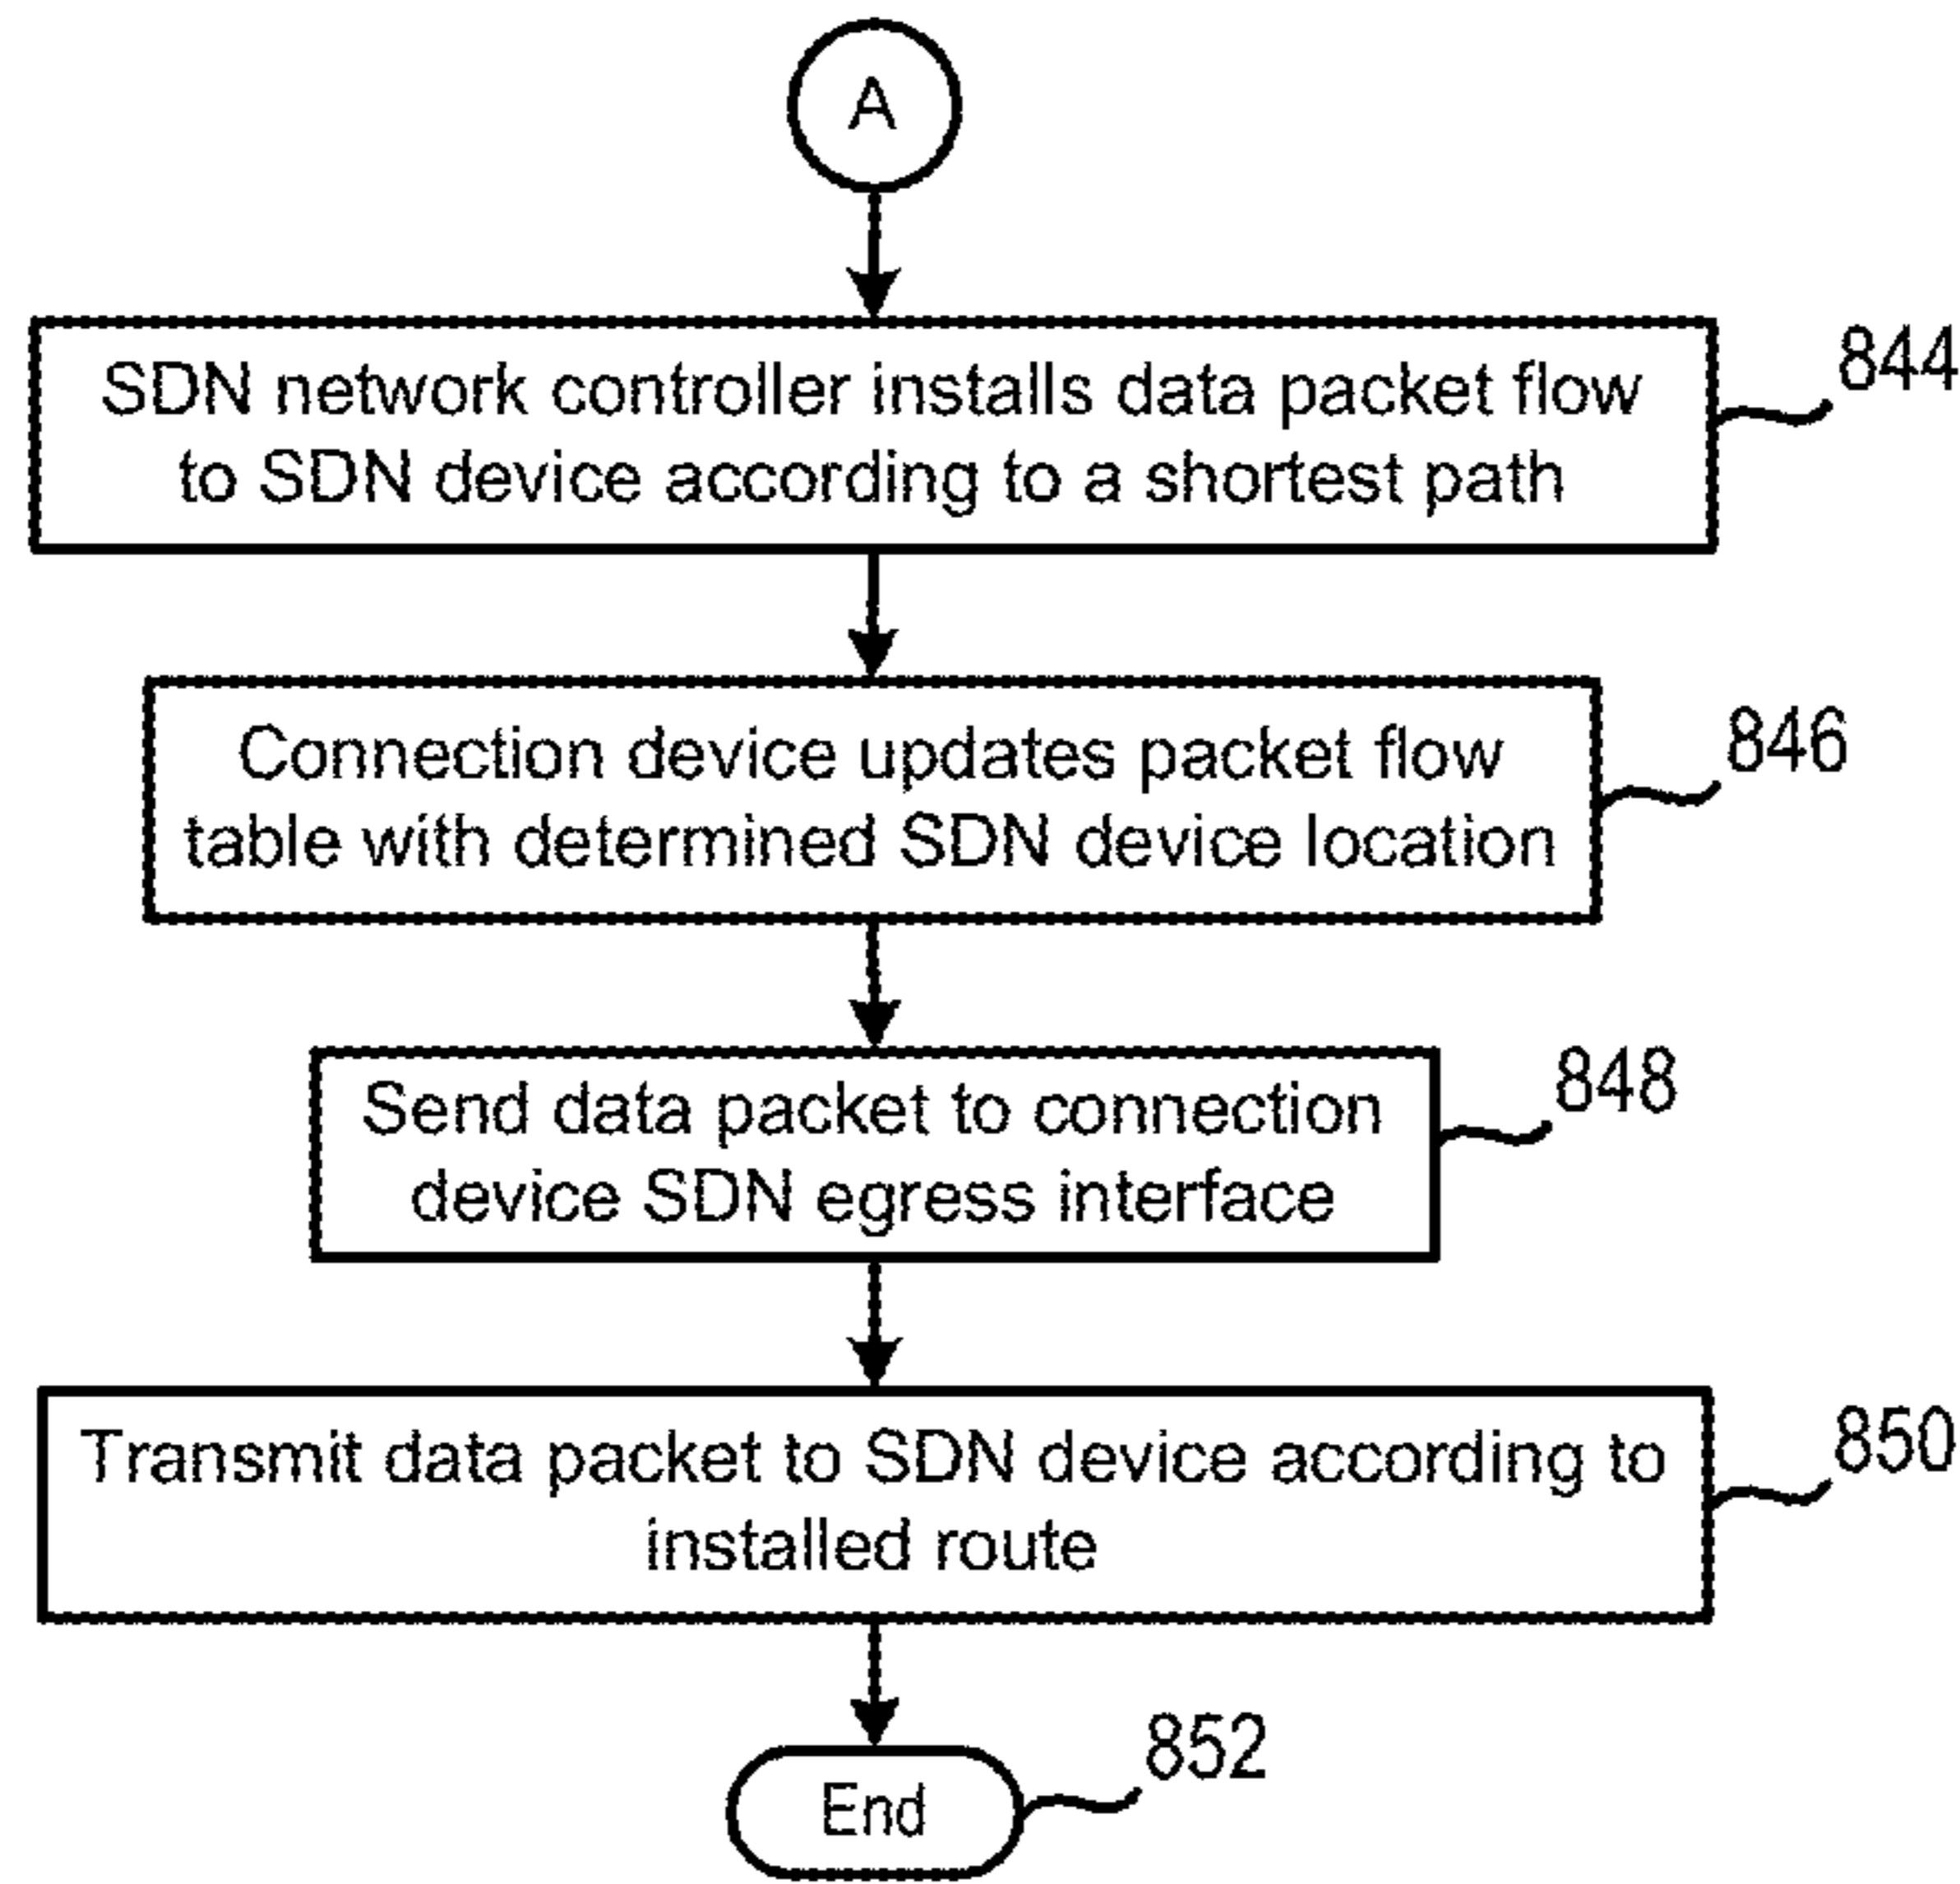 A
SDN network controller installs data packet flow
to SDN device according to a shortest path
844
Connection device updates packet flow
table with determined SDN device location
846
Send data packet to connection
device SDN egress interface
848
Transmit data packet to SDN device according to
installed route
850
End
852